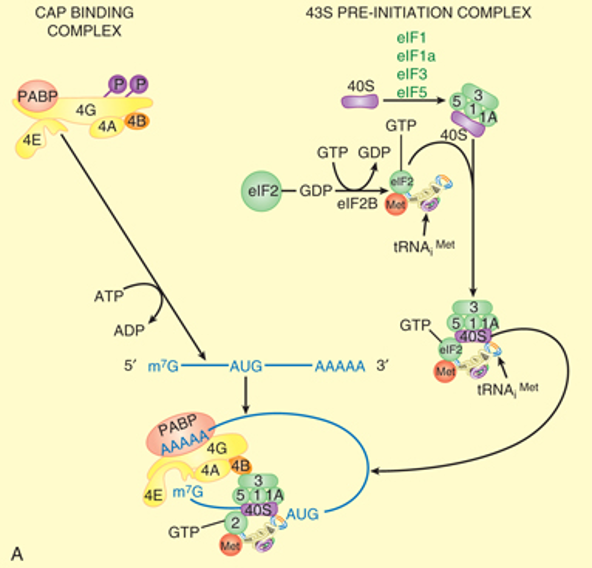 CAP BINDING
COMPLEX
PABP
4G
P P
4A
4B
4E
ATP
ADP
43S PRE-INITIATION COMPLEX
eIF1
eIF1a
eIF3
eIF5
40S
3
5 1 1A
40S
GTP
GTP
GDP
eIF2
GDP
eIF2B
eIF2
Met
tRNAi Met
3
5 1 1A
40S
GTP
eIF2
Met
tRNAi Met
5′ m7G AUG AAAAA 3′
PABP
AAAAA
4G
4A
4B
4E
m7G
3
5 1 1A
40S
AUG
GTP
2
Met
A